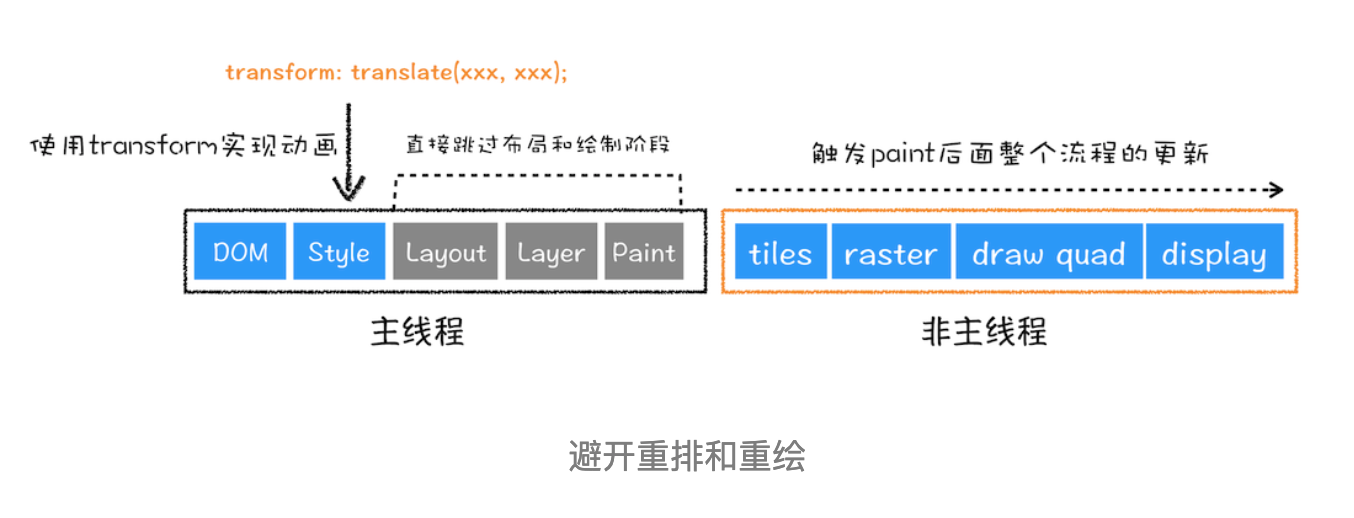 transform: translate(xxx, xxx);
使用transform实现动画
直接跳过布局和绘制阶段
触发paint后面整个流程的更新
DOM Style Layout Layer Paint
tiles raster draw quad display
主线程
非主线程
避开重排和重绘